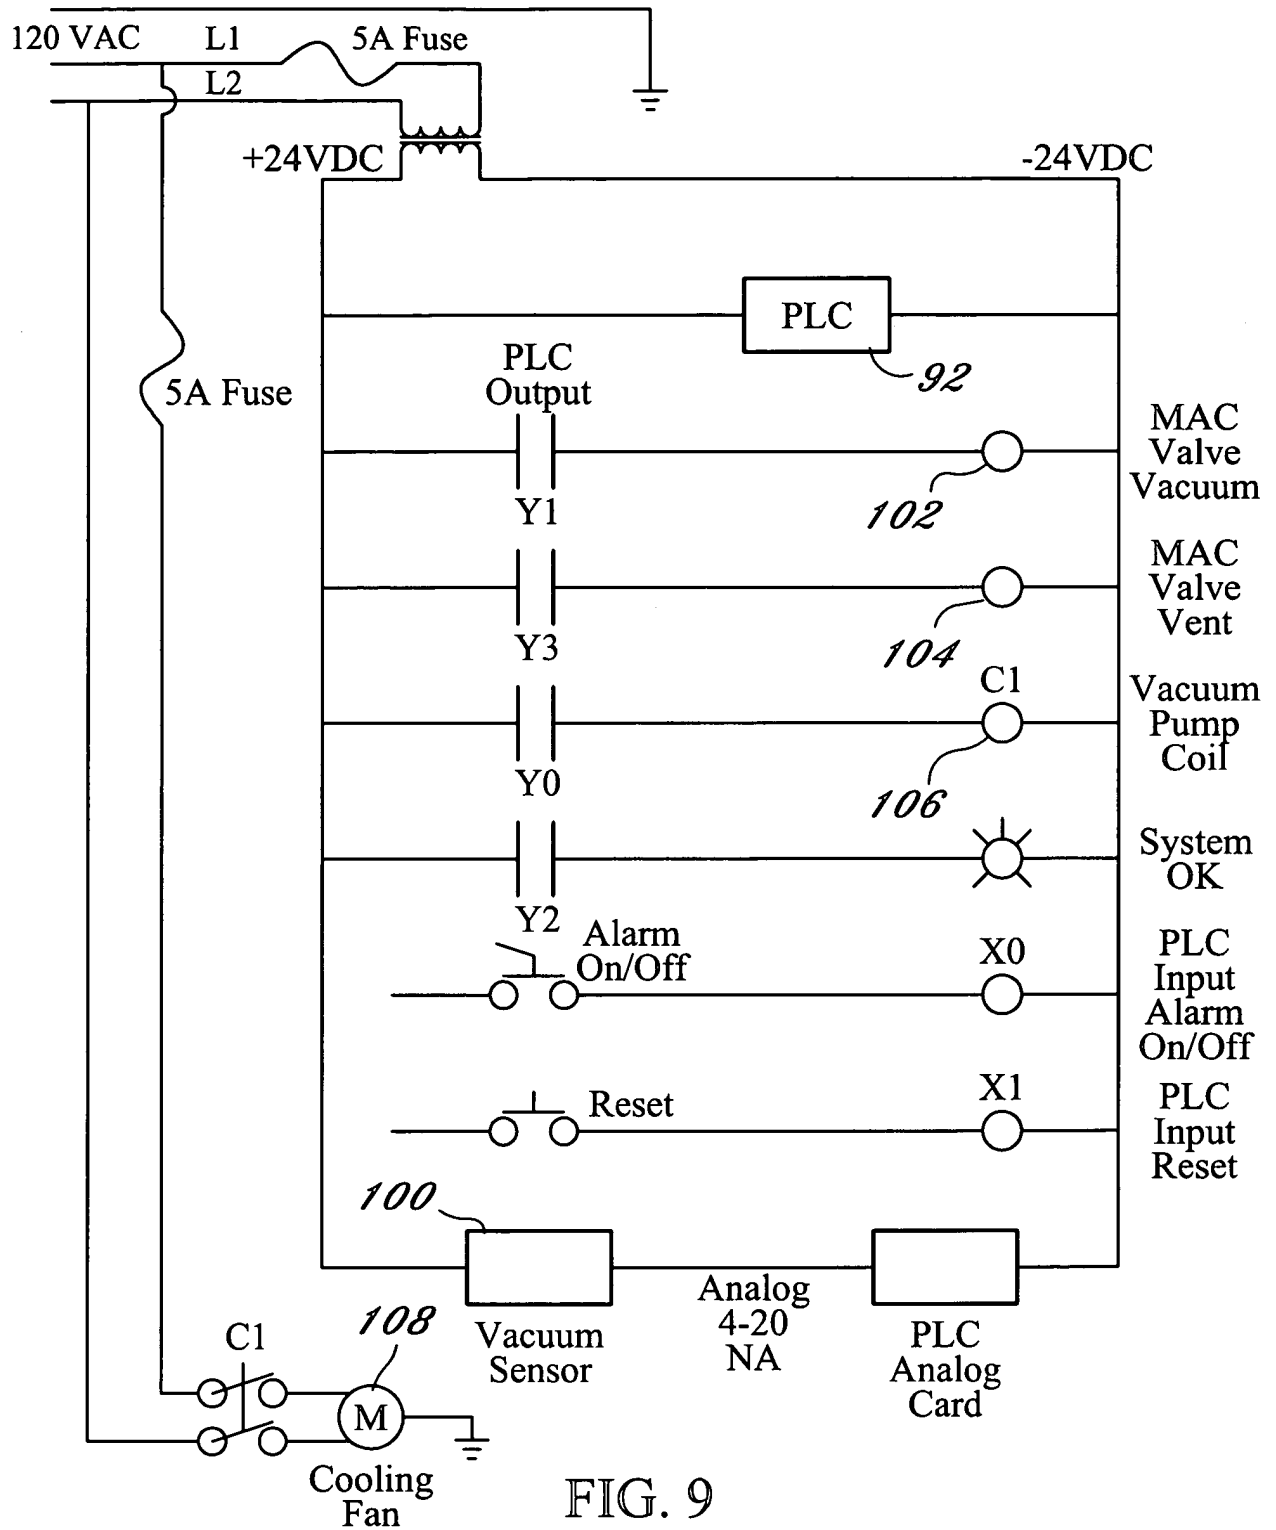 120 VAC
L1
5A Fuse
L2
+24VDC
-24VDC
PLC
92
5A Fuse
PLC
Output
Y1
102
MAC
Valve
Vacuum
Y3
104
MAC
Valve
Vent
Y0
C1
106
Vacuum
Pump
Coil
Y2
System
OK
Alarm
On/Off
X0
PLC
Input
Alarm
On/Off
Reset
X1
PLC
Input
Reset
100
Vacuum
Sensor
Analog
4-20
NA
PLC
Analog
Card
C1
108
M
Cooling
Fan
FIG. 9